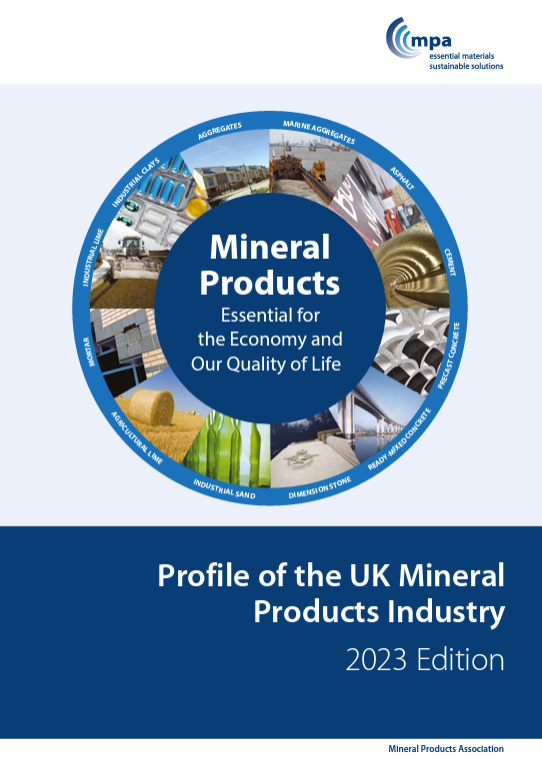 mpa
essential materials
sustainable solutions
AGGREGATES
MARINE AGGREGATES
ASPHALT
CEMENT
PRECAST CONCRETE
READY-MIXED CONCRETE
DIMENSION STONE
INDUSTRIAL SAND
AGRICULTURAL LIME
MORTAR
INDUSTRIAL LIME
INDUSTRIAL CLAYS
Mineral
Products
Essential for
the Economy and
Our Quality of Life
Profile of the UK Mineral
Products Industry
2023 Edition
Mineral Products Association